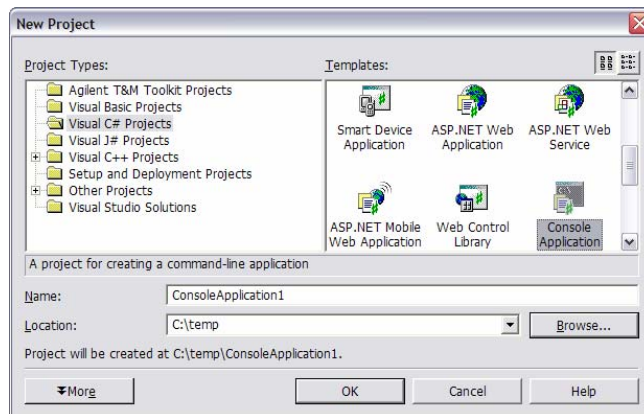 New Project
Project Types:
Templates:
Agilent T&M Toolkit Projects
Visual Basic Projects
Visual C# Projects
Visual J# Projects
Visual C++ Projects
Setup and Deployment Projects
Other Projects
Visual Studio Solutions
Smart Device Application
ASP.NET Web Application
ASP.NET Web Service
ASP.NET Mobile Web Application
Web Control Library
Console Application
A project for creating a command-line application
Name:
ConsoleApplication1
Location:
C:\temp
Browse...
Project will be created at C:\temp\ConsoleApplication1.
More
OK
Cancel
Help